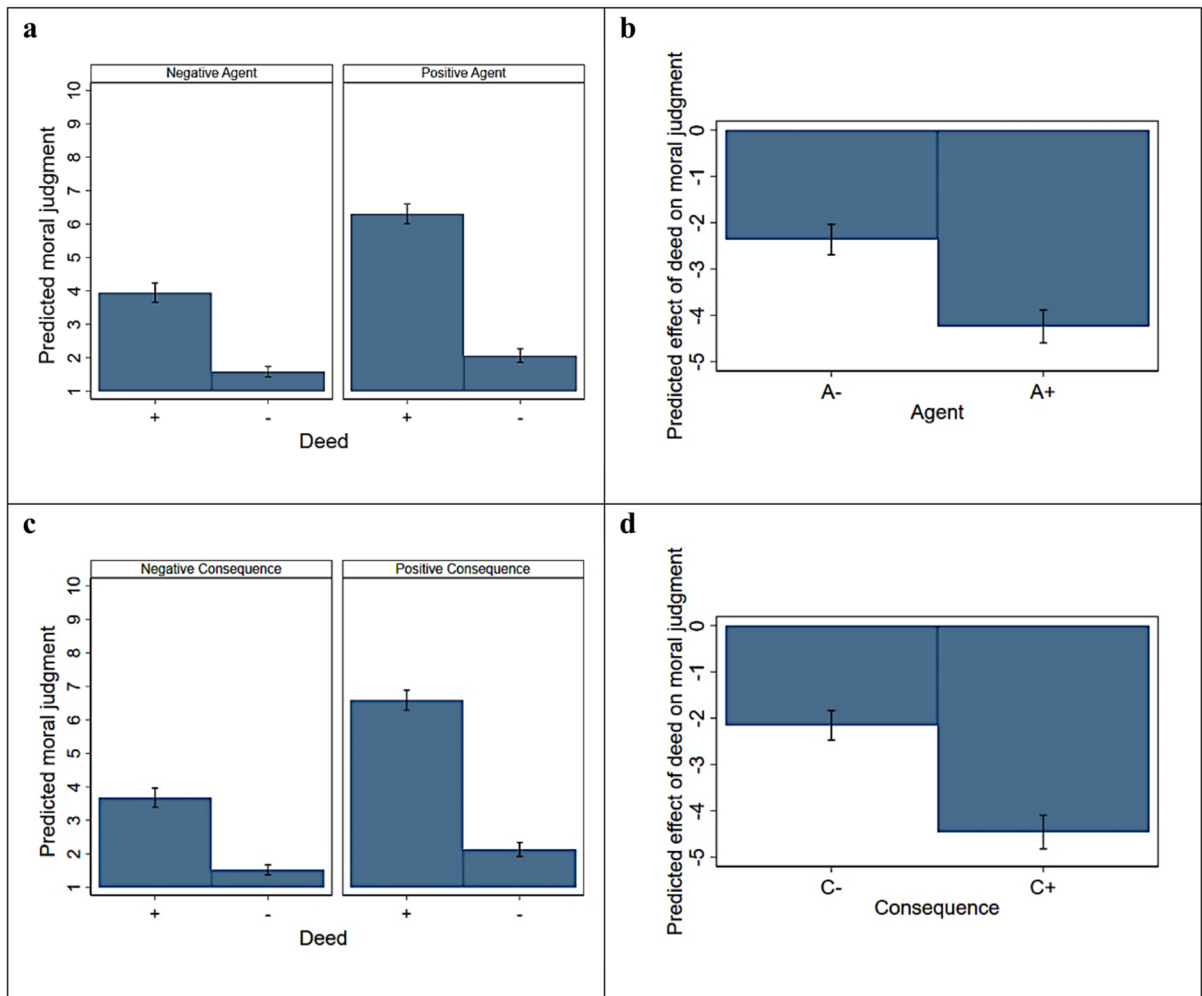 a
Negative Agent
Positive Agent
Predicted moral judgment
10
9
8
7
6
5
4
3
2
1
+
-
+
-
Deed
b
Predicted effect of deed on moral judgment
0
-1
-2
-3
-4
-5
A-
A+
Agent
c
Negative Consequence
Positive Consequence
Predicted moral judgment
10
9
8
7
6
5
4
3
2
1
+
-
+
-
Deed
d
Predicted effect of deed on moral judgment
0
-1
-2
-3
-4
-5
C-
C+
Consequence